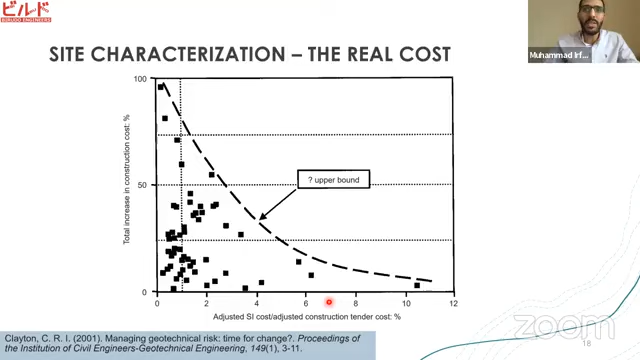 ビルド
BIRUDO ENGINEERS
SITE CHARACTERIZATION – THE REAL COST
Muhammad Irf...
100
50
0
Total increase in construction cost: %
? upper bound
0 2 4 6 8 10 12
Adjusted SI cost/adjusted construction tender cost: %
Clayton, C. R. I. (2001). Managing geotechnical risk: time for change?. Proceedings of
the Institution of Civil Engineers-Geotechnical Engineering, 149(1), 3-11.
zoom
18